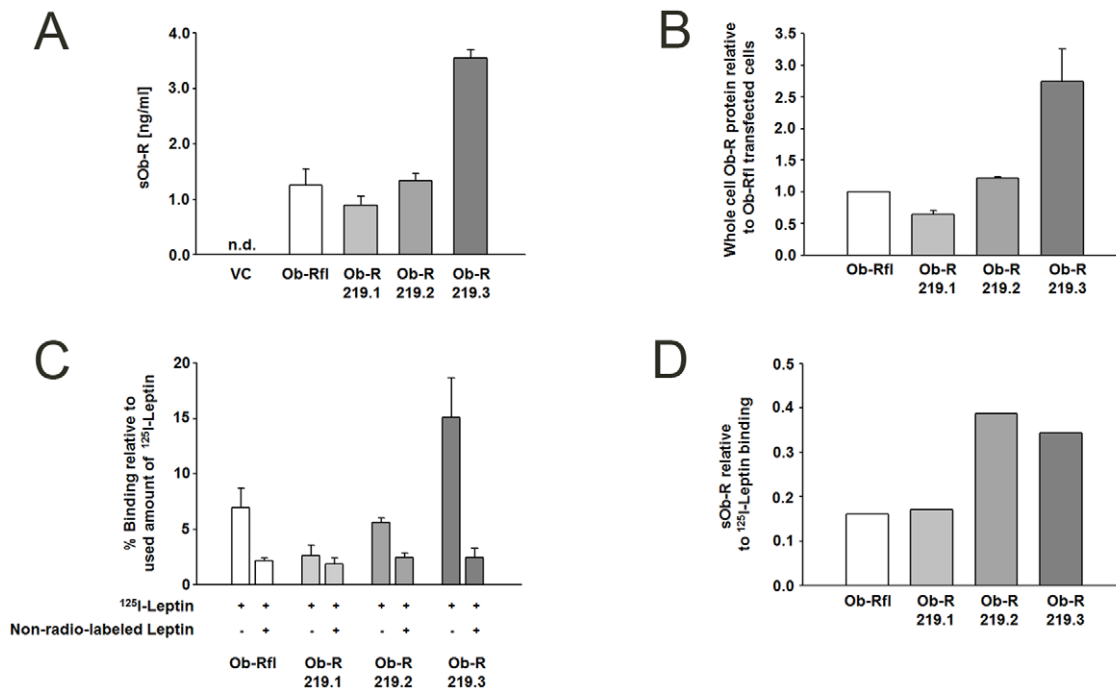 A
sOb-R [ng/ml]
4.0
3.0
2.0
1.0
0.0
n.d.
VC
Ob-Rfl
Ob-R
219.1
Ob-R
219.2
Ob-R
219.3
B
Whole cell Ob-R protein relative
to Ob-Rfl transfected cells
3.5
3.0
2.5
2.0
1.5
1.0
0.5
0.0
Ob-Rfl
Ob-R
219.1
Ob-R
219.2
Ob-R
219.3
C
% Binding relative to
used amount of ¹²⁵I-Leptin
20
15
10
5
0
¹²⁵I-Leptin + + + + + + + +
Non-radio-labeled Leptin - + - + - + - +
Ob-Rfl
Ob-R
219.1
Ob-R
219.2
Ob-R
219.3
D
sOb-R relative
to ¹²⁵I-Leptin binding
0.5
0.4
0.3
0.2
0.1
0.0
Ob-Rfl
Ob-R
219.1
Ob-R
219.2
Ob-R
219.3